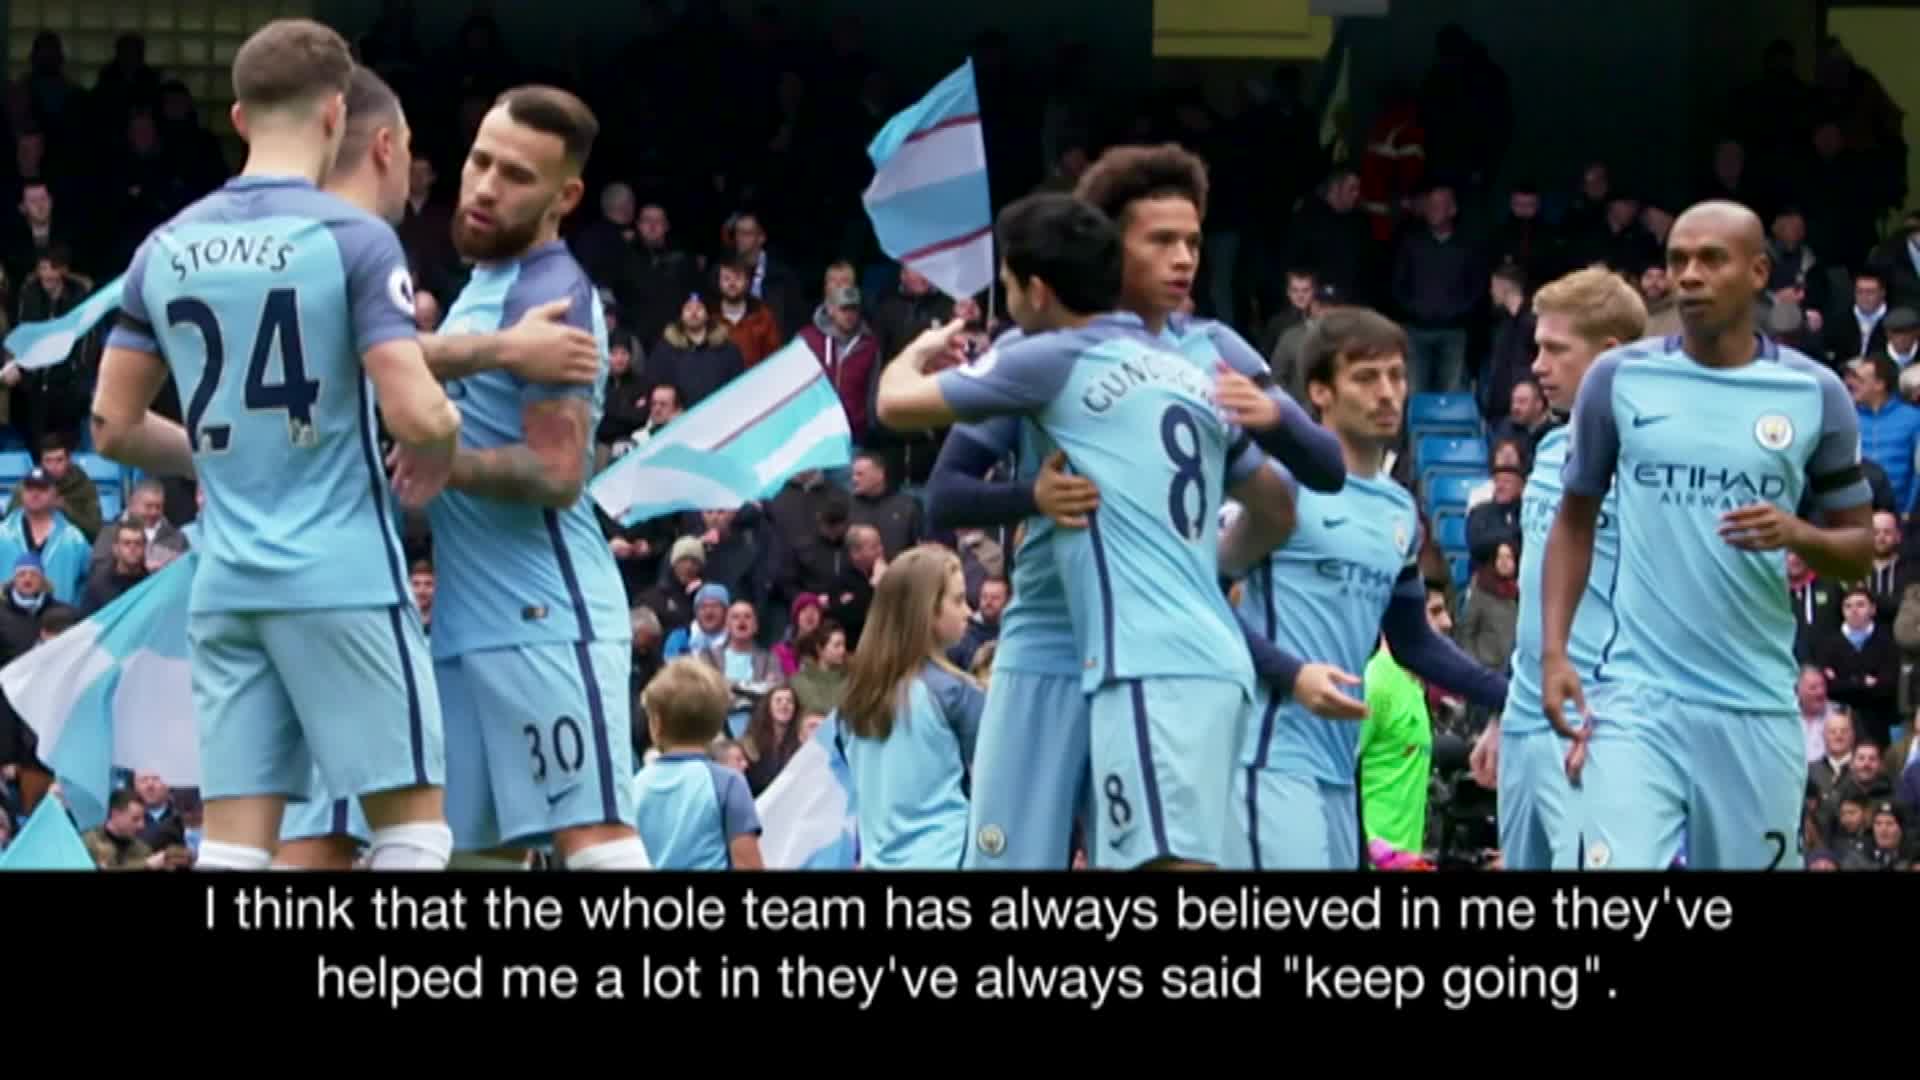 STONES
24
30
8
8
ETIHAD
AIRWAYS
I think that the whole team has always believed in me they've
helped me a lot in they've always said "keep going".